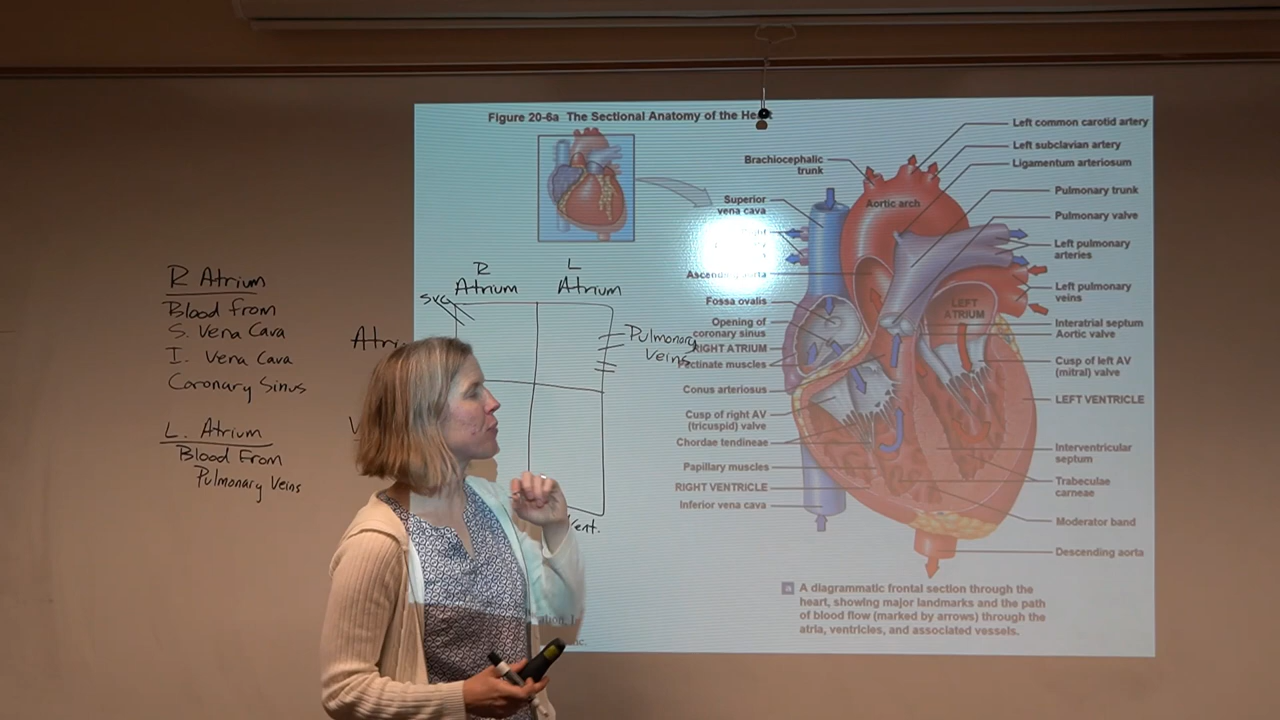 R Atrium
Blood From
S. Vena Cava
I. Vena Cava
Coronary Sinus
L. Atrium
Blood From
Pulmonary Veins
R
Atrium
L
Atrium
SVC
Pulmonary
Veins
Vent.
Figure 20-6a The Sectional Anatomy of the Heart
Brachiocephalic
trunk
Superior
vena cava
Fossa ovalis
Opening of
coronary sinus
RIGHT ATRIUM
Pectinate muscles
Conus arteriosus
Cusp of right AV
(tricuspid) valve
Chordae tendineae
Papillary muscles
RIGHT VENTRICLE
Inferior vena cava
Aortic arch
LEFT
ATRIUM
Left common carotid artery
Left subclavian artery
Ligamentum arteriosum
Pulmonary trunk
Pulmonary valve
Left pulmonary
arteries
Left pulmonary
veins
Interatrial septum
Aortic valve
Cusp of left AV
(mitral) valve
LEFT VENTRICLE
Interventricular
septum
Trabeculae
carneae
Moderator band
Descending aorta
a A diagrammatic frontal section through the
heart, showing major landmarks and the path
of blood flow (marked by arrows) through the
atria, ventricles, and associated vessels.